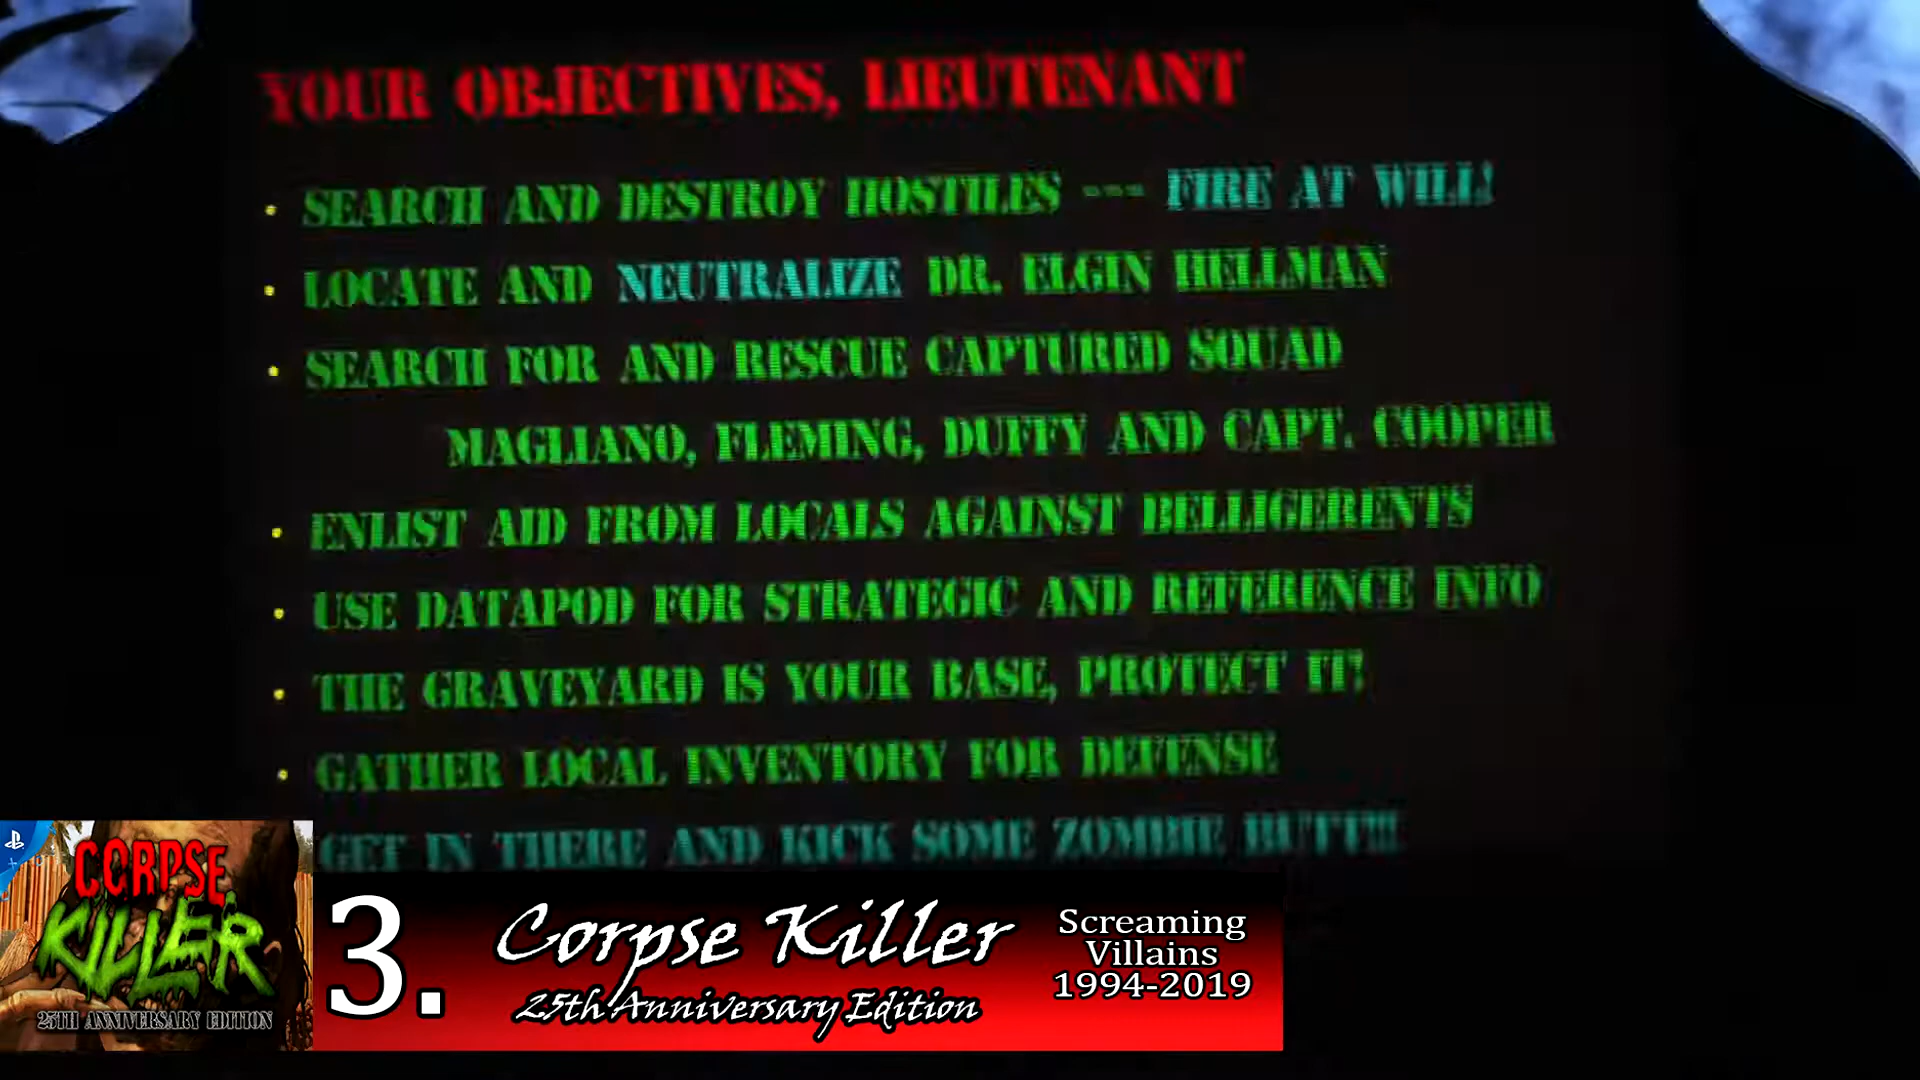 YOUR OBJECTIVES, LIEUTENANT
• SEARCH AND DESTROY HOSTILES --- FIRE AT WILL!
• LOCATE AND NEUTRALIZE DR. ELGIN HELLMAN
• SEARCH FOR AND RESCUE CAPTURED SQUAD
MAGLIANO, FLEMING, DUFFY AND CAPT. COOPER
• ENLIST AID FROM LOCALS AGAINST BELLIGERENTS
• USE DATAPOD FOR STRATEGIC AND REFERENCE INFO
• THE GRAVEYARD IS YOUR BASE, PROTECT IT!
• GATHER LOCAL INVENTORY FOR DEFENSE
GET IN THERE AND KICK SOME ZOMBIE BUTT!!!
CORPSE
KILLER
25TH ANNIVERSARY EDITION
3.
Corpse Killer
25th Anniversary Edition
Screaming
Villains
1994-2019